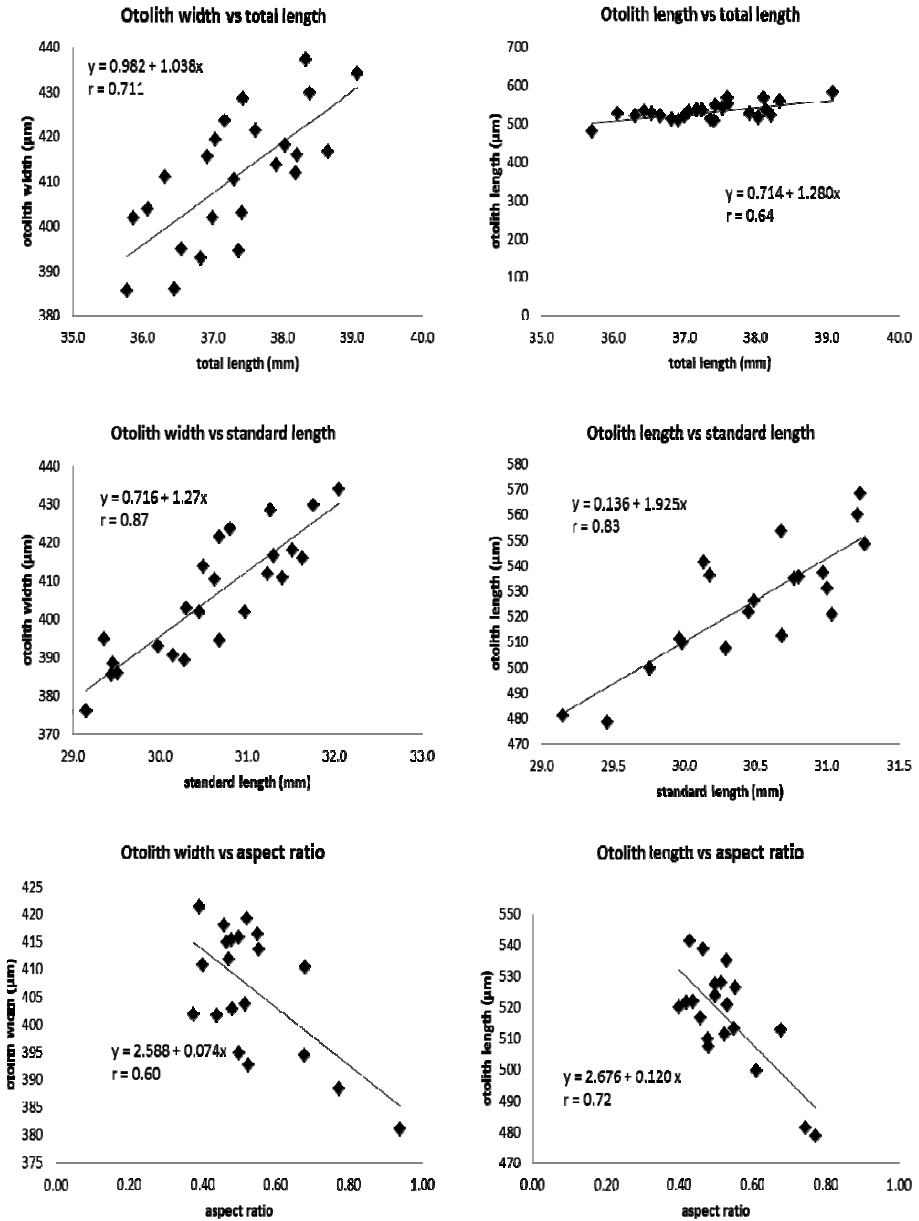 Otolith width vs total length
440
430
420
410
400
390
380
otolith width (µm)
y = 0.982 + 1.038x
r = 0.711
35.0 36.0 37.0 38.0 39.0 40.0
total length (mm)
Otolith length vs total length
700
600
500
400
300
200
100
0
otolith length (µm)
y = 0.714 + 1.280x
r = 0.64
35.0 36.0 37.0 38.0 39.0 40.0
total length (mm)
Otolith width vs standard length
440
430
420
410
400
390
380
370
otolith width (µm)
y = 0.716 + 1.27x
r = 0.87
29.0 30.0 31.0 32.0 33.0
standard length (mm)
Otolith length vs standard length
580
570
560
550
540
530
520
510
500
490
480
470
otolith length (µm)
y = 0.136 + 1.925x
r = 0.83
29.0 29.5 30.0 30.5 31.0 31.5
standard length (mm)
Otolith width vs aspect ratio
425
420
415
410
405
400
395
390
385
380
375
otolith width (µm)
y = 2.588 + 0.074x
r = 0.60
0.00 0.20 0.40 0.60 0.80 1.00
aspect ratio
Otolith length vs aspect ratio
550
540
530
520
510
500
490
480
470
otolith length (µm)
y = 2.676 + 0.120 x
r = 0.72
0.00 0.20 0.40 0.60 0.80 1.00
aspect ratio